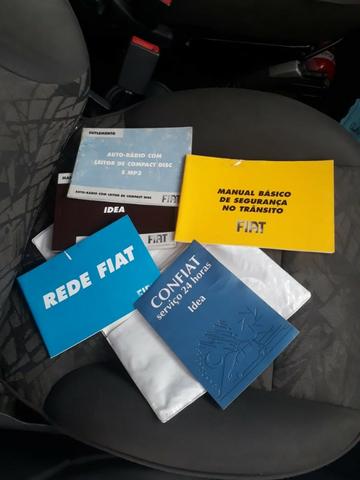 SUPLEMENTO
AUTO-RÁDIO COM
LEITOR DE COMPACT DISC
E MP3
AUTO-RÁDIO COM LEITOR DE COMPACT DISC
FIAT
IDEA
FIAT
MANUAL BÁSICO
DE SEGURANÇA
NO TRÂNSITO
FIAT
REDE FIAT
CONFIAT
serviço 24 horas
Idea